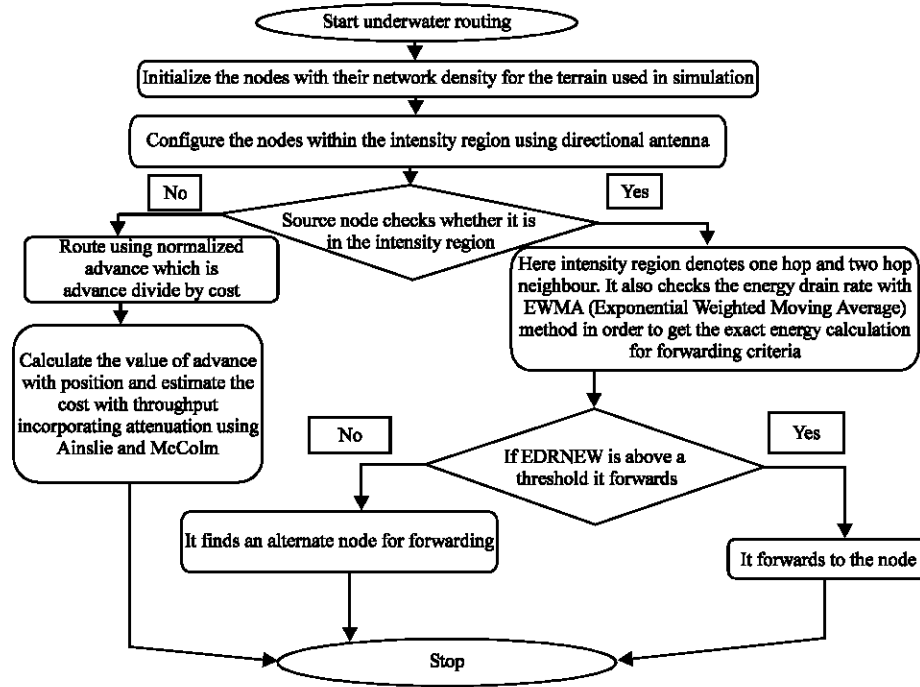 Start underwater routing
Initialize the nodes with their network density for the terrain used in simulation
Configure the nodes within the intensity region using directional antenna
No
Yes
Source node checks whether it is
in the intensity region
Route using normalized
advance which is
advance divide by cost
Here intensity region denotes one hop and two hop
neighbour. It also checks the energy drain rate with
EWMA (Exponential Weighted Moving Average)
method in order to get the exact energy calculation
for forwarding criteria
Calculate the value of advance
with position and estimate the
cost with throughput
incorporating attenuation using
Ainslie and McColm
No
Yes
If EDRNEW is above a
threshold it forwards
It finds an alternate node for forwarding
It forwards to the node
Stop